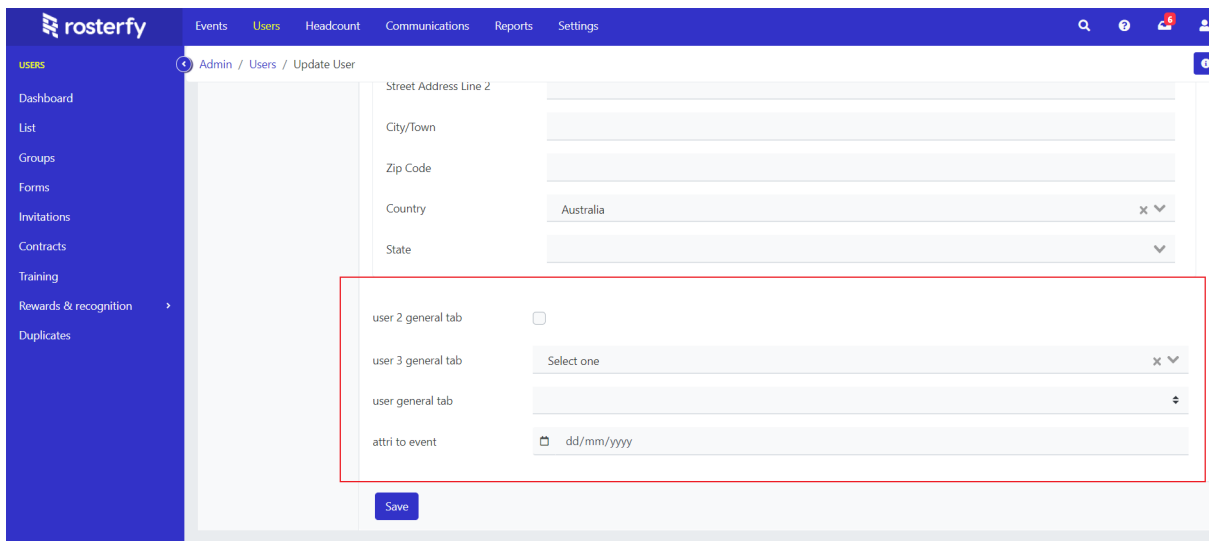 rosterfy
Events Users Headcount Communications Reports Settings
6
USERS
Admin / Users / Update User
Dashboard
List
Groups
Forms
Invitations
Contracts
Training
Rewards & recognition
Duplicates
Street Address Line 2
City/Town
Zip Code
Country Australia
State
user 2 general tab
user 3 general tab Select one
user general tab
attri to event dd/mm/yyyy
Save